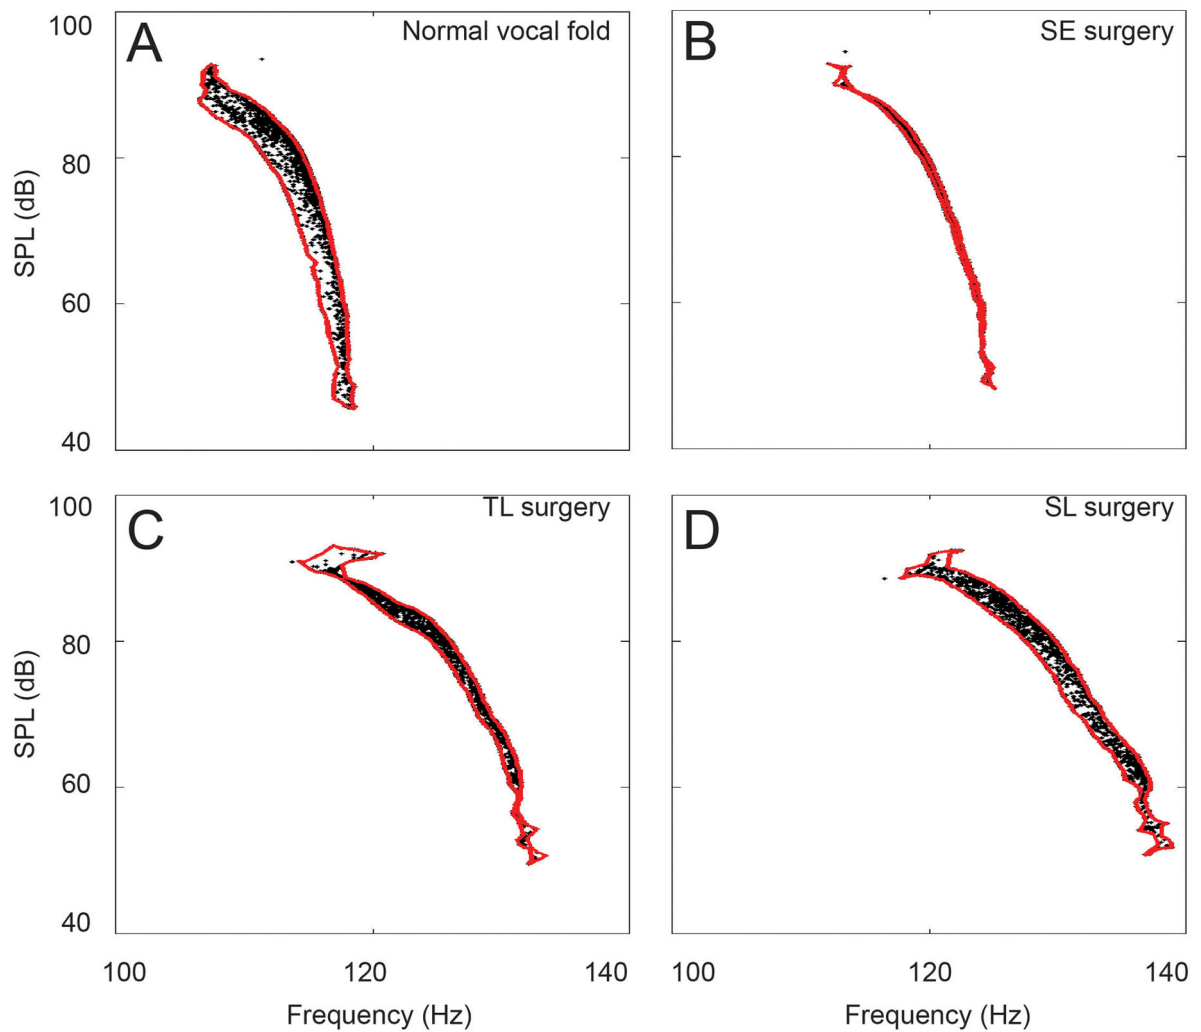 100
A
Normal vocal fold
B
SE surgery
80
SPL (dB)
60
40
100
C
TL surgery
D
SL surgery
80
SPL (dB)
60
40
100
120
140
100
120
140
Frequency (Hz)
Frequency (Hz)